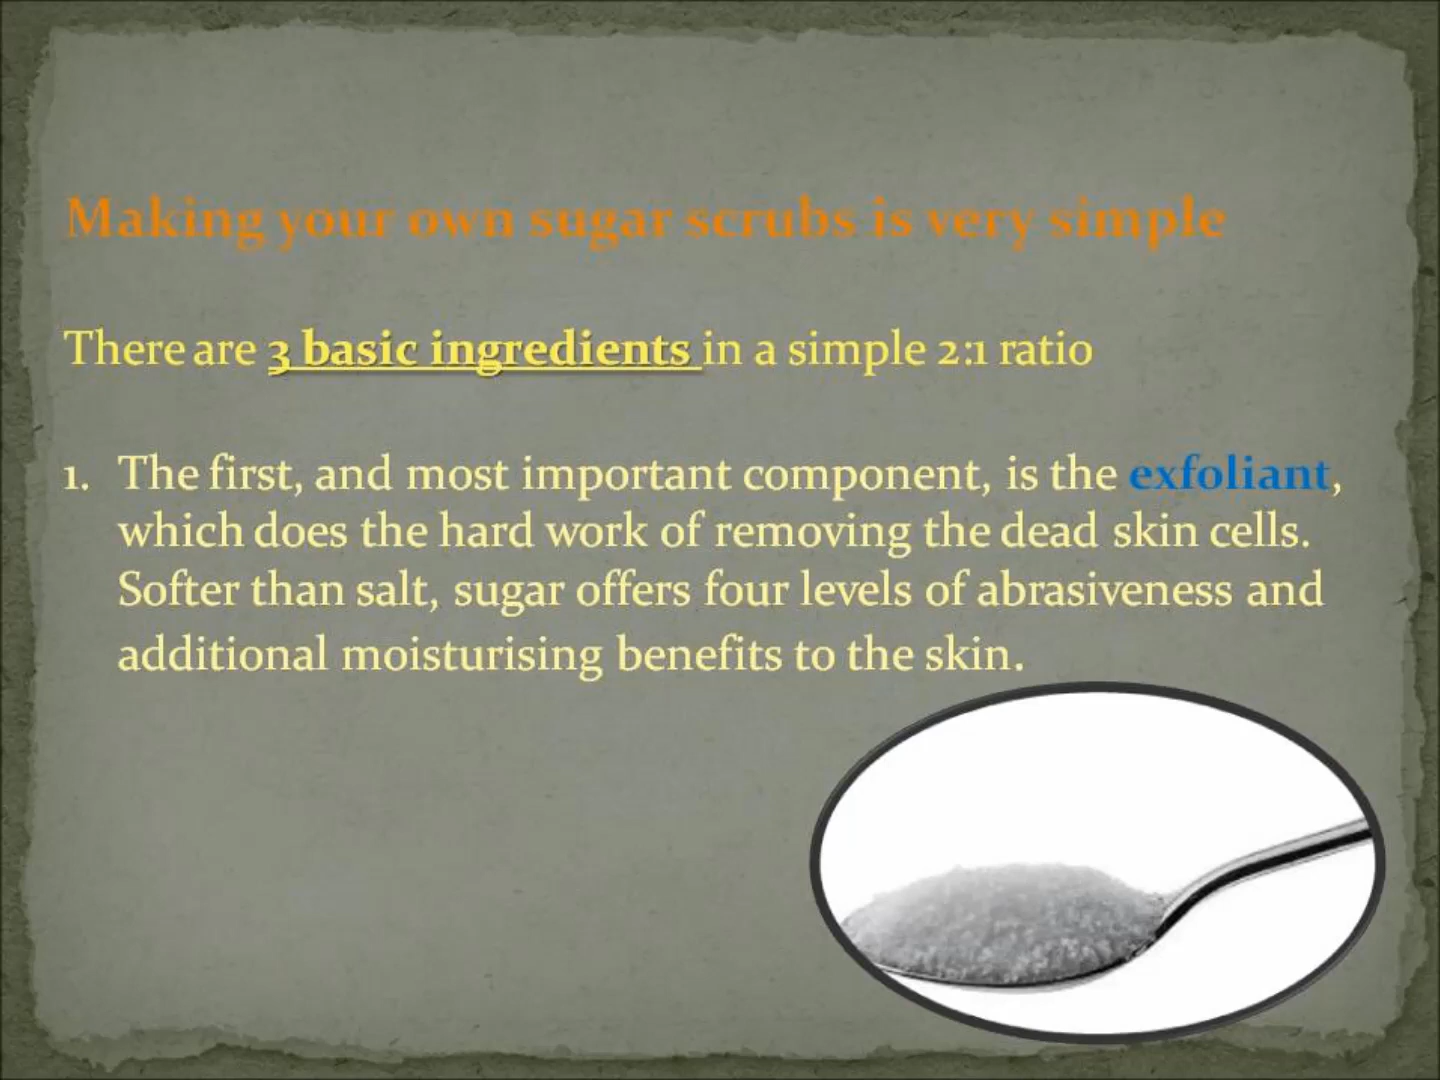 Making your own sugar scrubs is very simple
There are 3 basic ingredients in a simple 2:1 ratio
1. The first, and most important component, is the exfoliant,
which does the hard work of removing the dead skin cells.
Softer than salt, sugar offers four levels of abrasiveness and
additional moisturising benefits to the skin.